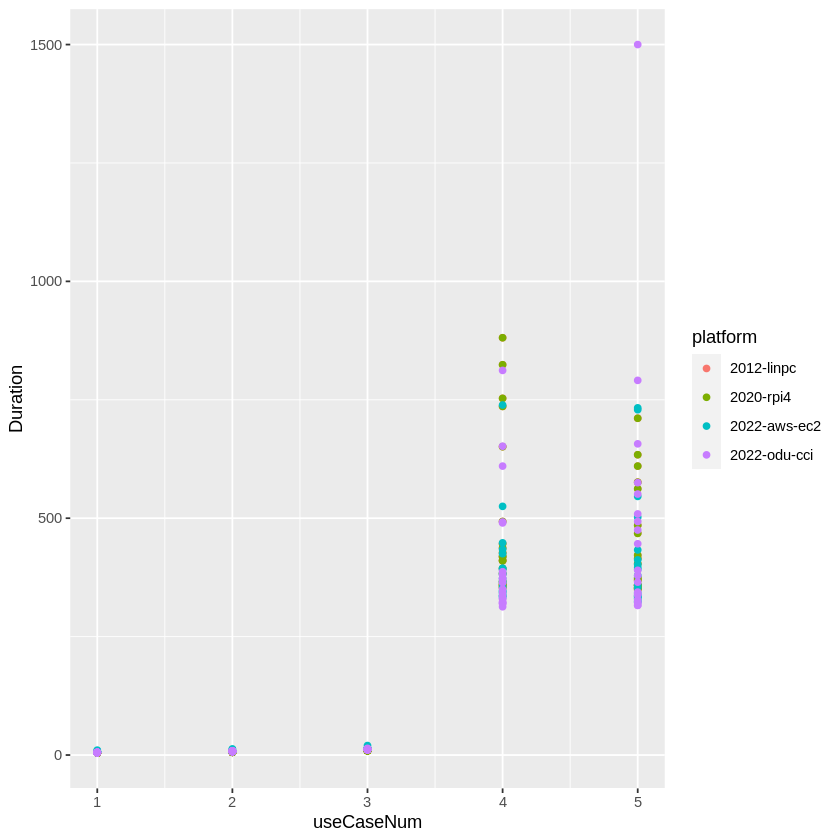 1500
1000
500
0
Duration
1
2
3
4
5
useCaseNum
platform
2012-linpc
2020-rpi4
2022-aws-ec2
2022-odu-cci